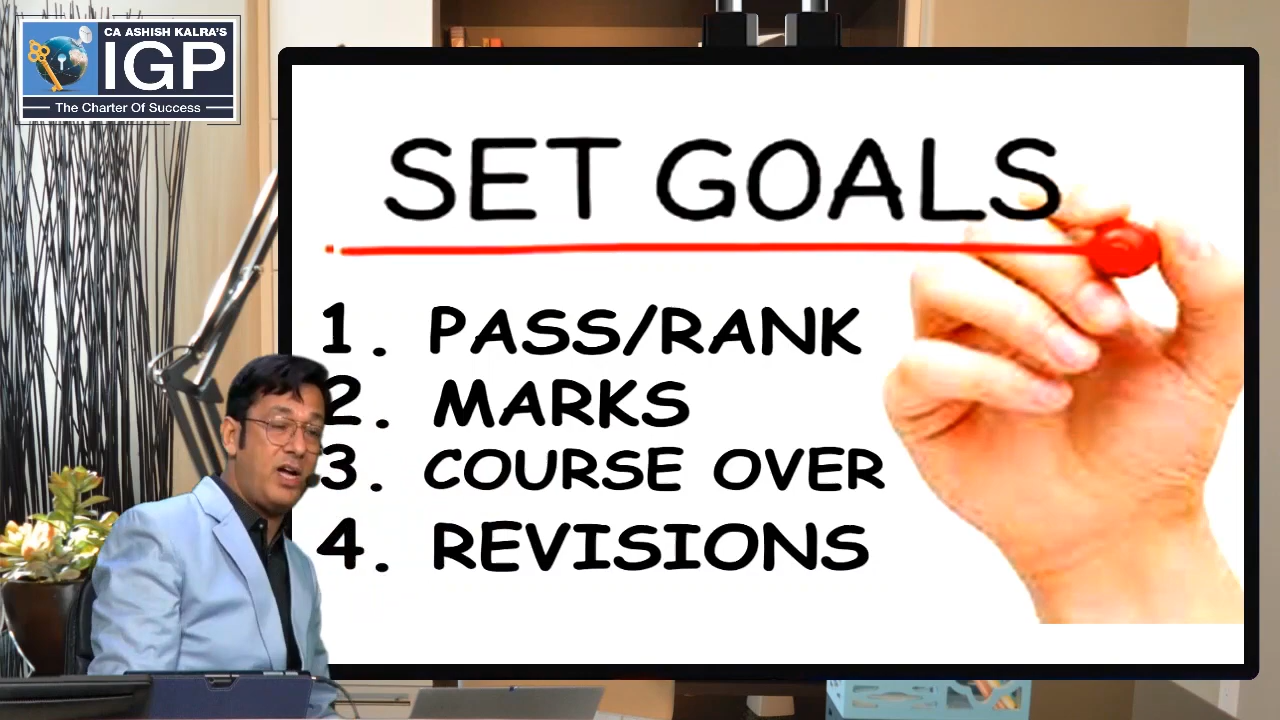 CA ASHISH KALRA'S
IGP
The Charter Of Success
SET GOALS
1. PASS/RANK
2. MARKS
3. COURSE OVER
4. REVISIONS